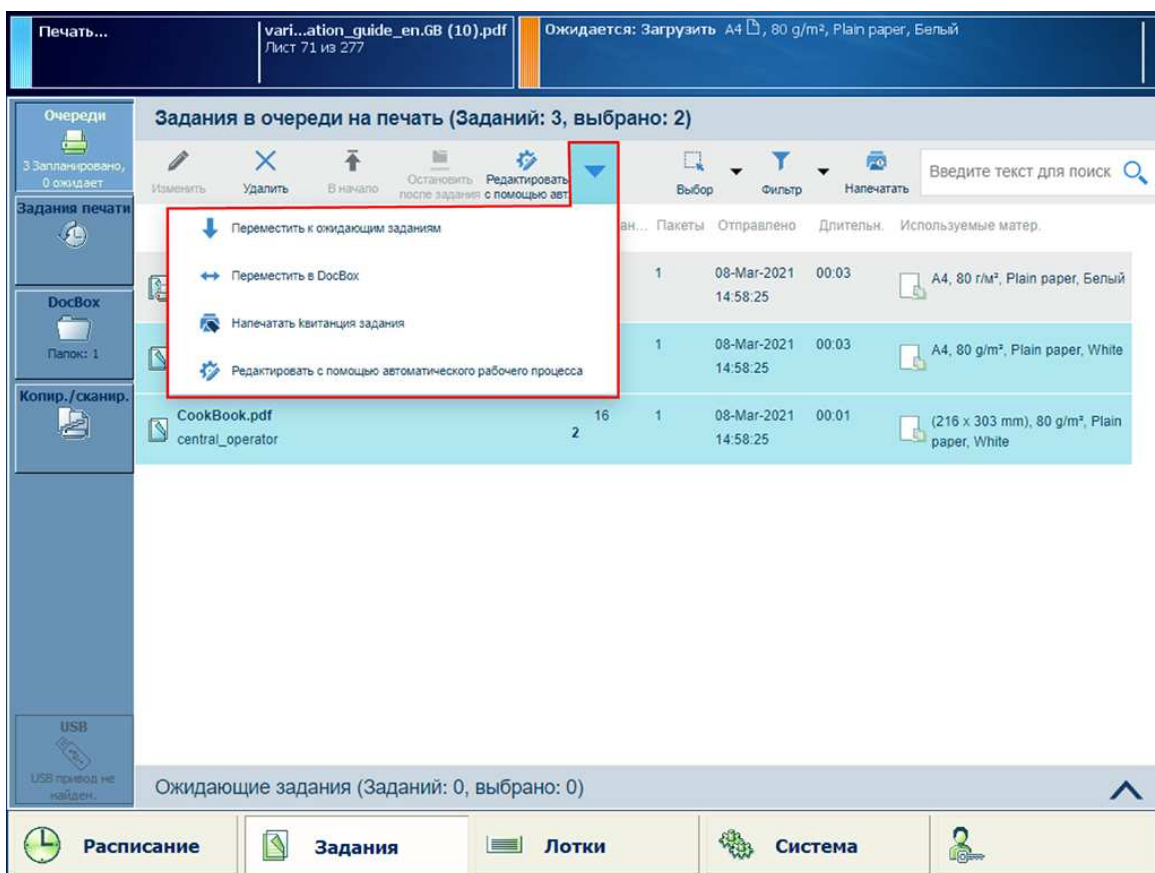 Печать...
vari...ation_guide_en.GB (10).pdf
Лист 71 из 277
Ожидается: Загрузить A4, 80 g/m², Plain paper, Белый
Очереди
3 Запланировано,
0 ожидает
Задания печати
DocBox
Папок: 1
Копир./сканир.
USB
USB привод не
найден.
Задания в очереди на печать (Заданий: 3, выбрано: 2)
Изменить
Удалить
В начало
Остановить
после задания
Редактировать
с помощью авт.
Выбор
Фильтр
Напечатать
Введите текст для поиск
Переместить к ожидающим заданиям
Переместить в DocBox
Напечатать квитанция задания
Редактировать с помощью автоматического рабочего процесса
ан... Пакеты Отправлено Длительн. Используемые матер.
1 08-Mar-2021 00:03 A4, 80 г/м², Plain paper, Белый
14:58:25
1 08-Mar-2021 00:03 A4, 80 g/m², Plain paper, White
14:58:25
CookBook.pdf 16 1 08-Mar-2021 00:01 (216 x 303 mm), 80 g/m², Plain
central_operator 2 14:58:25 paper, White
Ожидающие задания (Заданий: 0, выбрано: 0)
Расписание
Задания
Лотки
Система